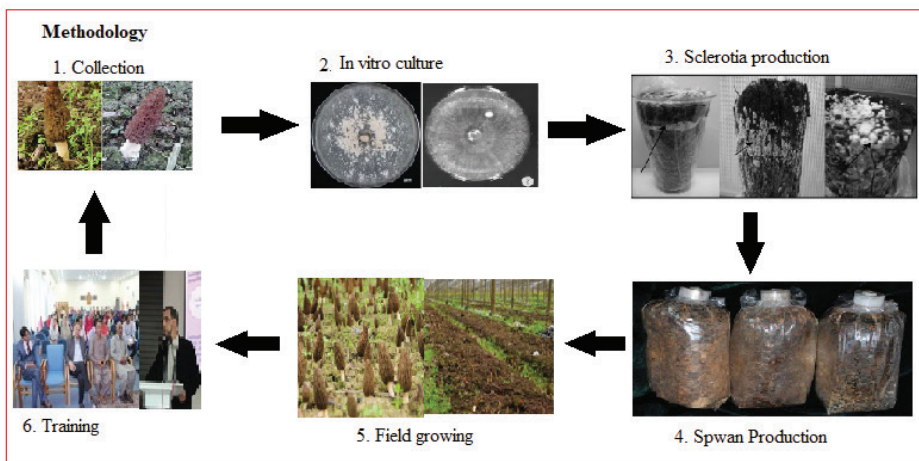 Methodology
1. Collection
2. In vitro culture
3. Sclerotia production
4. Spwan Production
5. Field growing
6. Training